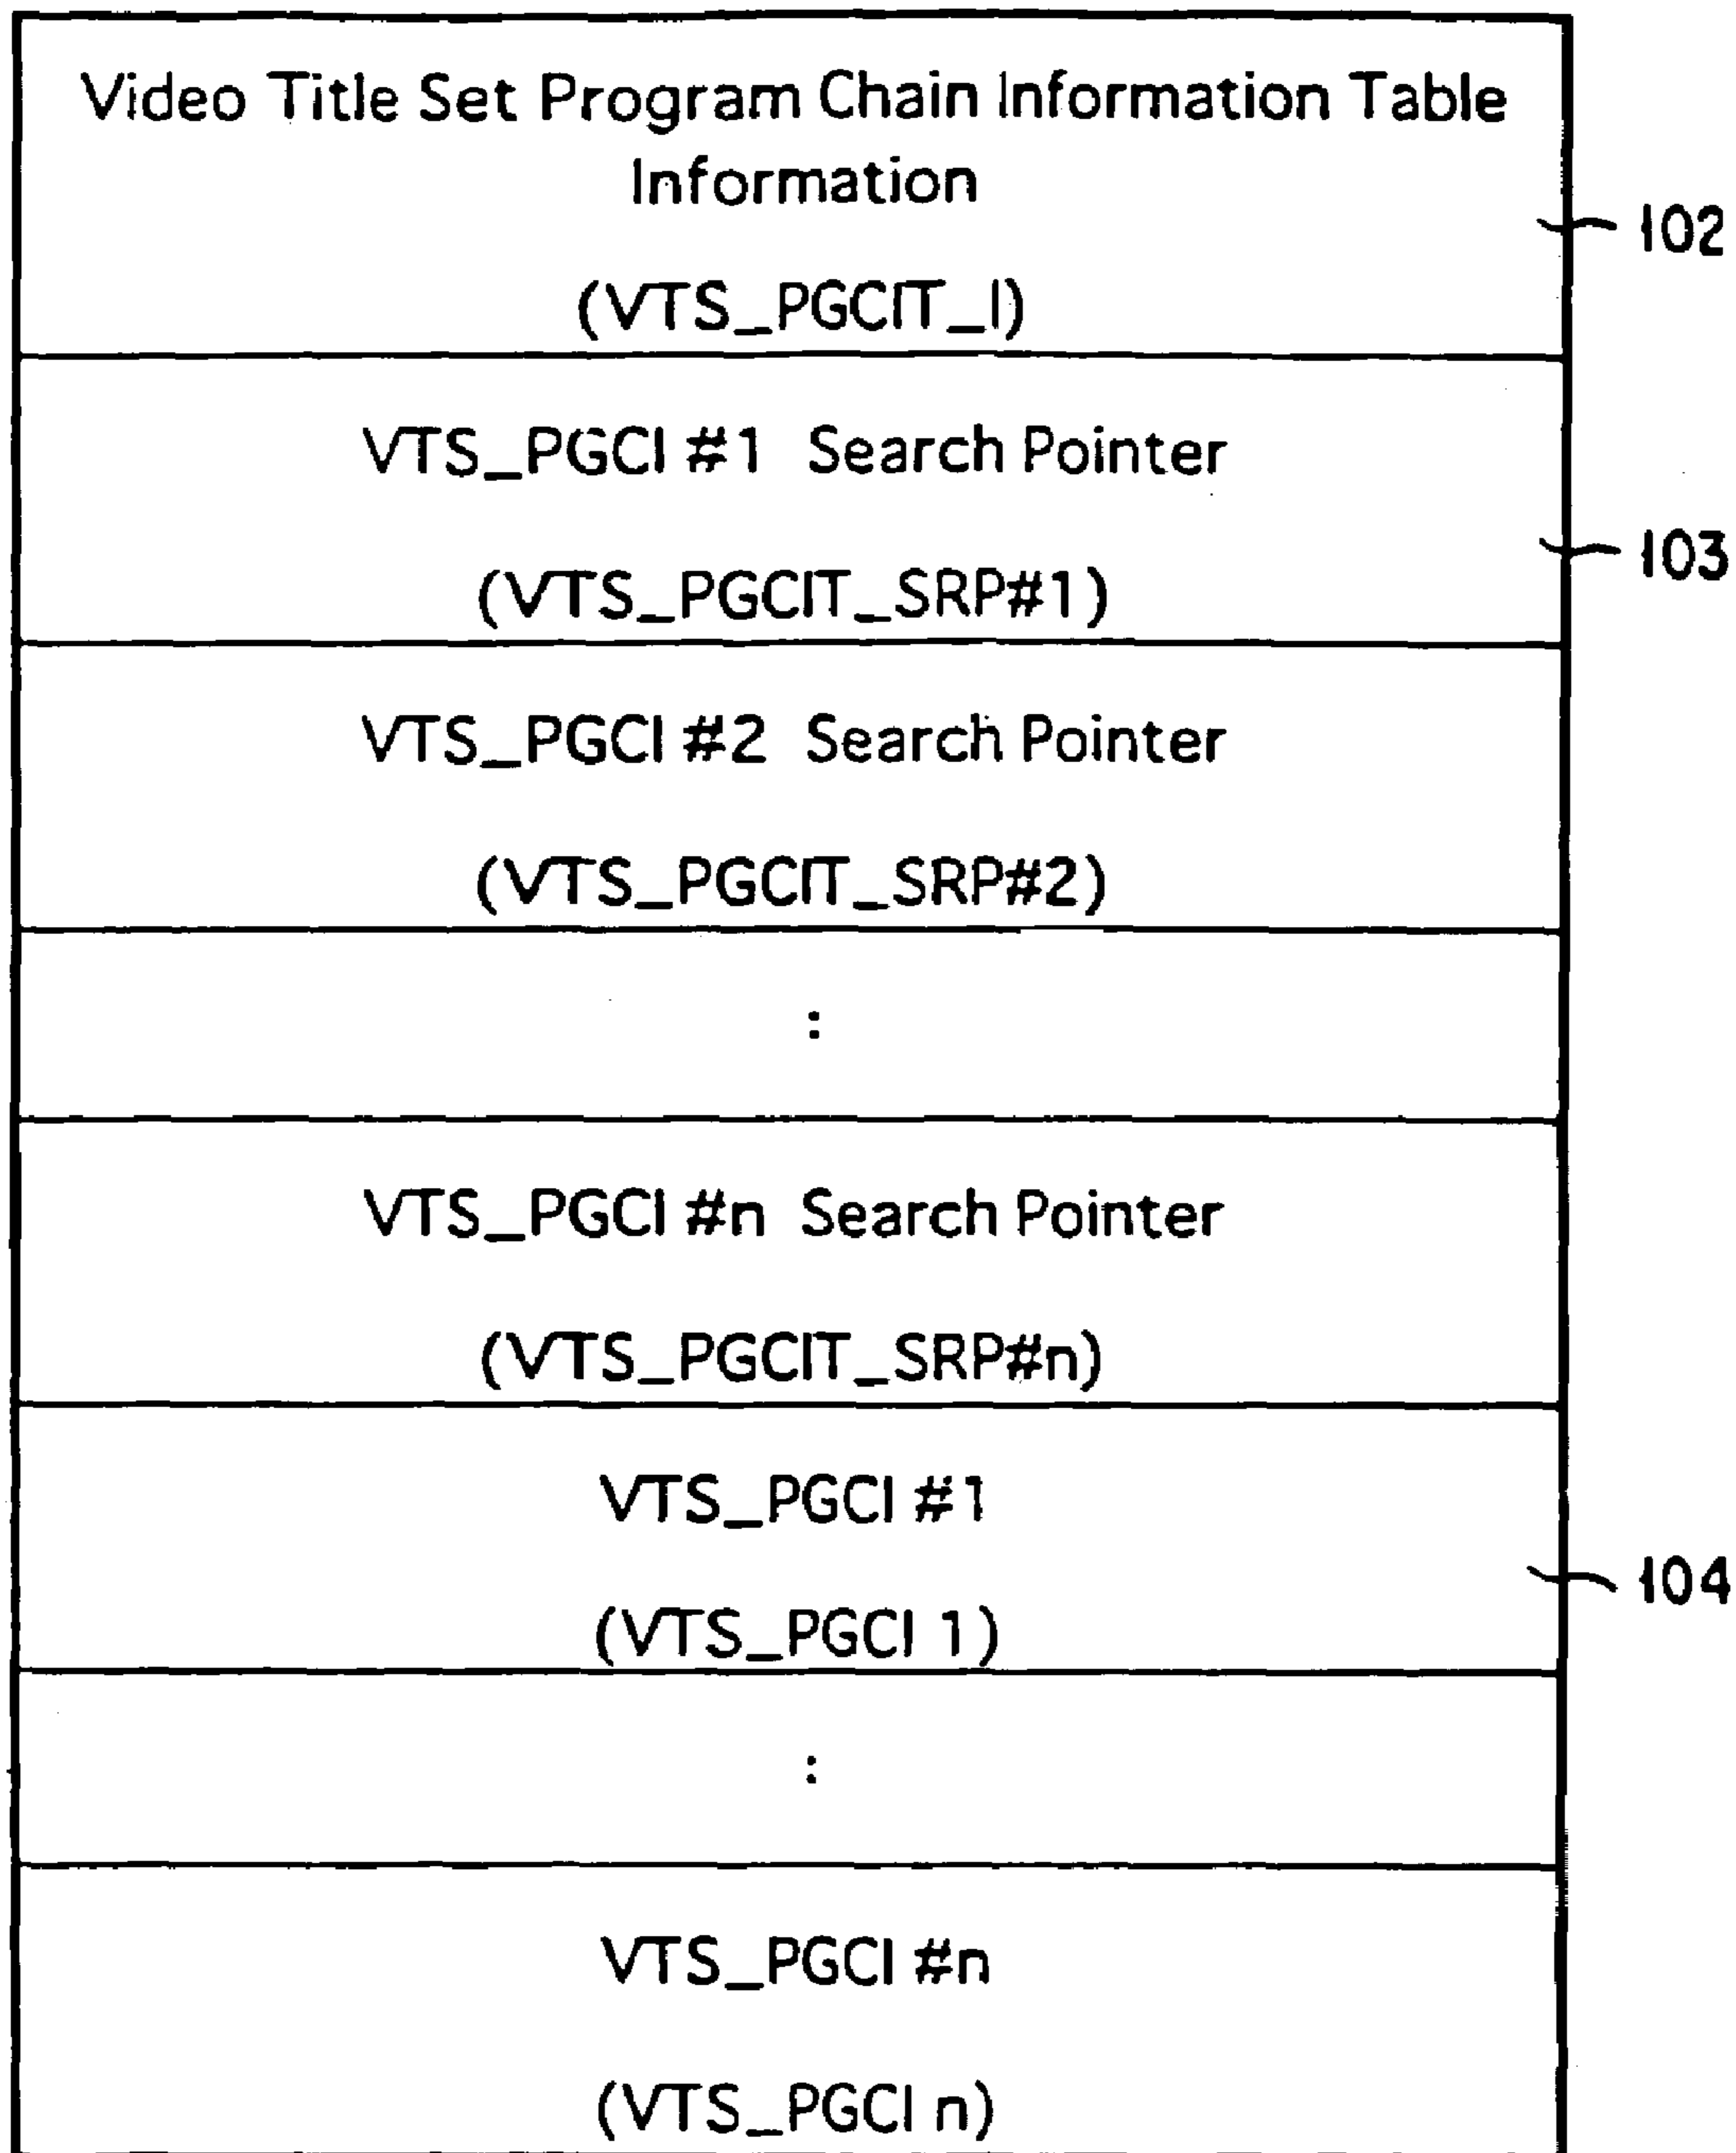 Video Title Set Program Chain Information Table
Information
(VTS_PGCIT_I)
102
VTS_PGCI #1 Search Pointer
(VTS_PGCIT_SRP#1)
103
VTS_PGCI #2 Search Pointer
(VTS_PGCIT_SRP#2)
:
VTS_PGCI #n Search Pointer
(VTS_PGCIT_SRP#n)
VTS_PGCI #1
(VTS_PGCI 1)
104
:
VTS_PGCI #n
(VTS_PGCI n)